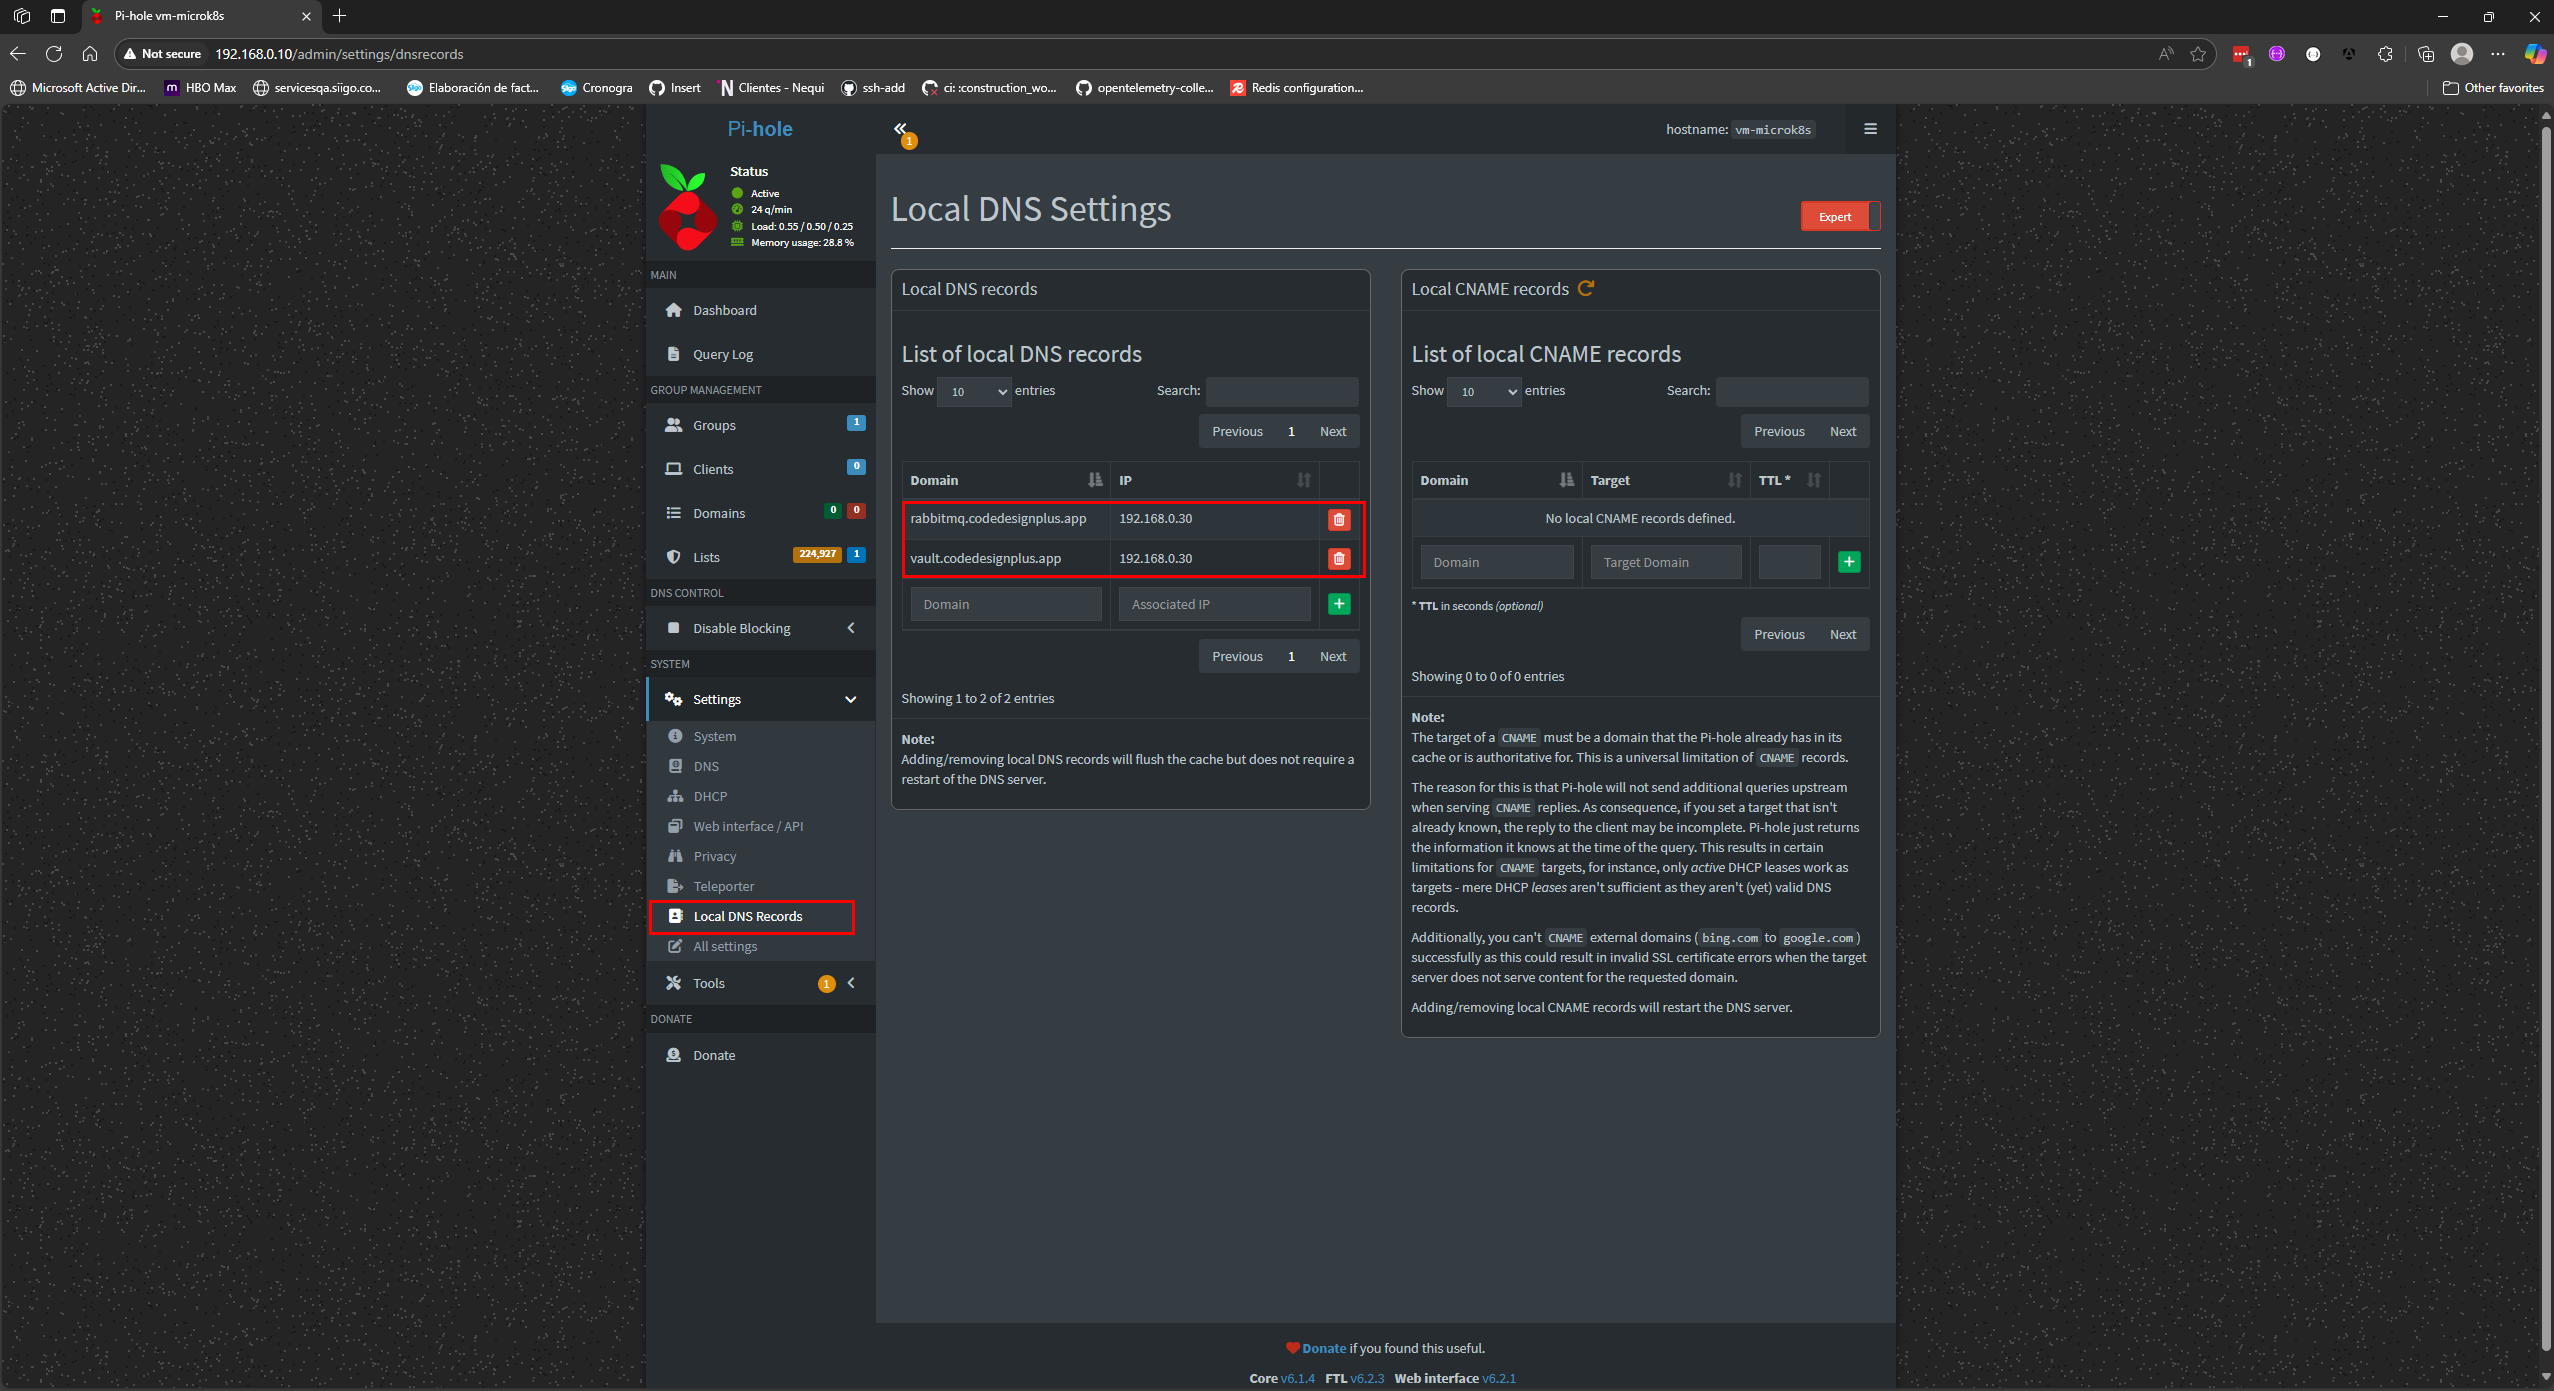 Pi-hole vm-microk8s
Not secure
192.168.0.10/admin/settings/dnsrecords
1
Microsoft Active Dir...
HBO Max
servicesqa.siigo.co...
Elaboración de fact...
Cronogra
Insert
Clientes - Nequi
ssh-add
ci: :construction_wo...
opentelemetry-colle...
Redis configuration...
Other favorites
Pi-hole
1
hostname: vm-microk8s
Status
Active
24 q/min
Load: 0.55 / 0.50 / 0.25
Memory usage: 28.8 %
MAIN
Dashboard
Query Log
GROUP MANAGEMENT
Groups 1
Clients 0
Domains 0 0
Lists 224,927 1
DNS CONTROL
Disable Blocking
SYSTEM
Settings
System
DNS
DHCP
Web interface / API
Privacy
Teleporter
Local DNS Records
All settings
Tools 1
DONATE
Donate
Local DNS Settings
Expert
Local DNS records
List of local DNS records
Show 10 entries
Search:
Previous 1 Next
Domain IP
rabbitmq.codedesignplus.app 192.168.0.30
vault.codedesignplus.app 192.168.0.30
Domain Associated IP
Previous 1 Next
Showing 1 to 2 of 2 entries
Note:
Adding/removing local DNS records will flush the cache but does not require a
restart of the DNS server.
Local CNAME records
List of local CNAME records
Show 10 entries
Search:
Previous Next
Domain Target TTL *
No local CNAME records defined.
Domain Target Domain
* TTL in seconds (optional)
Previous Next
Showing 0 to 0 of 0 entries
Note:
The target of a CNAME must be a domain that the Pi-hole already has in its
cache or is authoritative for. This is a universal limitation of CNAME records.
The reason for this is that Pi-hole will not send additional queries upstream
when serving CNAME replies. As consequence, if you set a target that isn't
already known, the reply to the client may be incomplete. Pi-hole just returns
the information it knows at the time of the query. This results in certain
limitations for CNAME targets, for instance, only active DHCP leases work as
targets - mere DHCP leases aren't sufficient as they aren't (yet) valid DNS
records.
Additionally, you can't CNAME external domains ( bing.com to google.com )
successfully as this could result in invalid SSL certificate errors when the target
server does not serve content for the requested domain.
Adding/removing local CNAME records will restart the DNS server.
Donate if you found this useful.
Core v6.1.4 FTL v6.2.3 Web interface v6.2.1